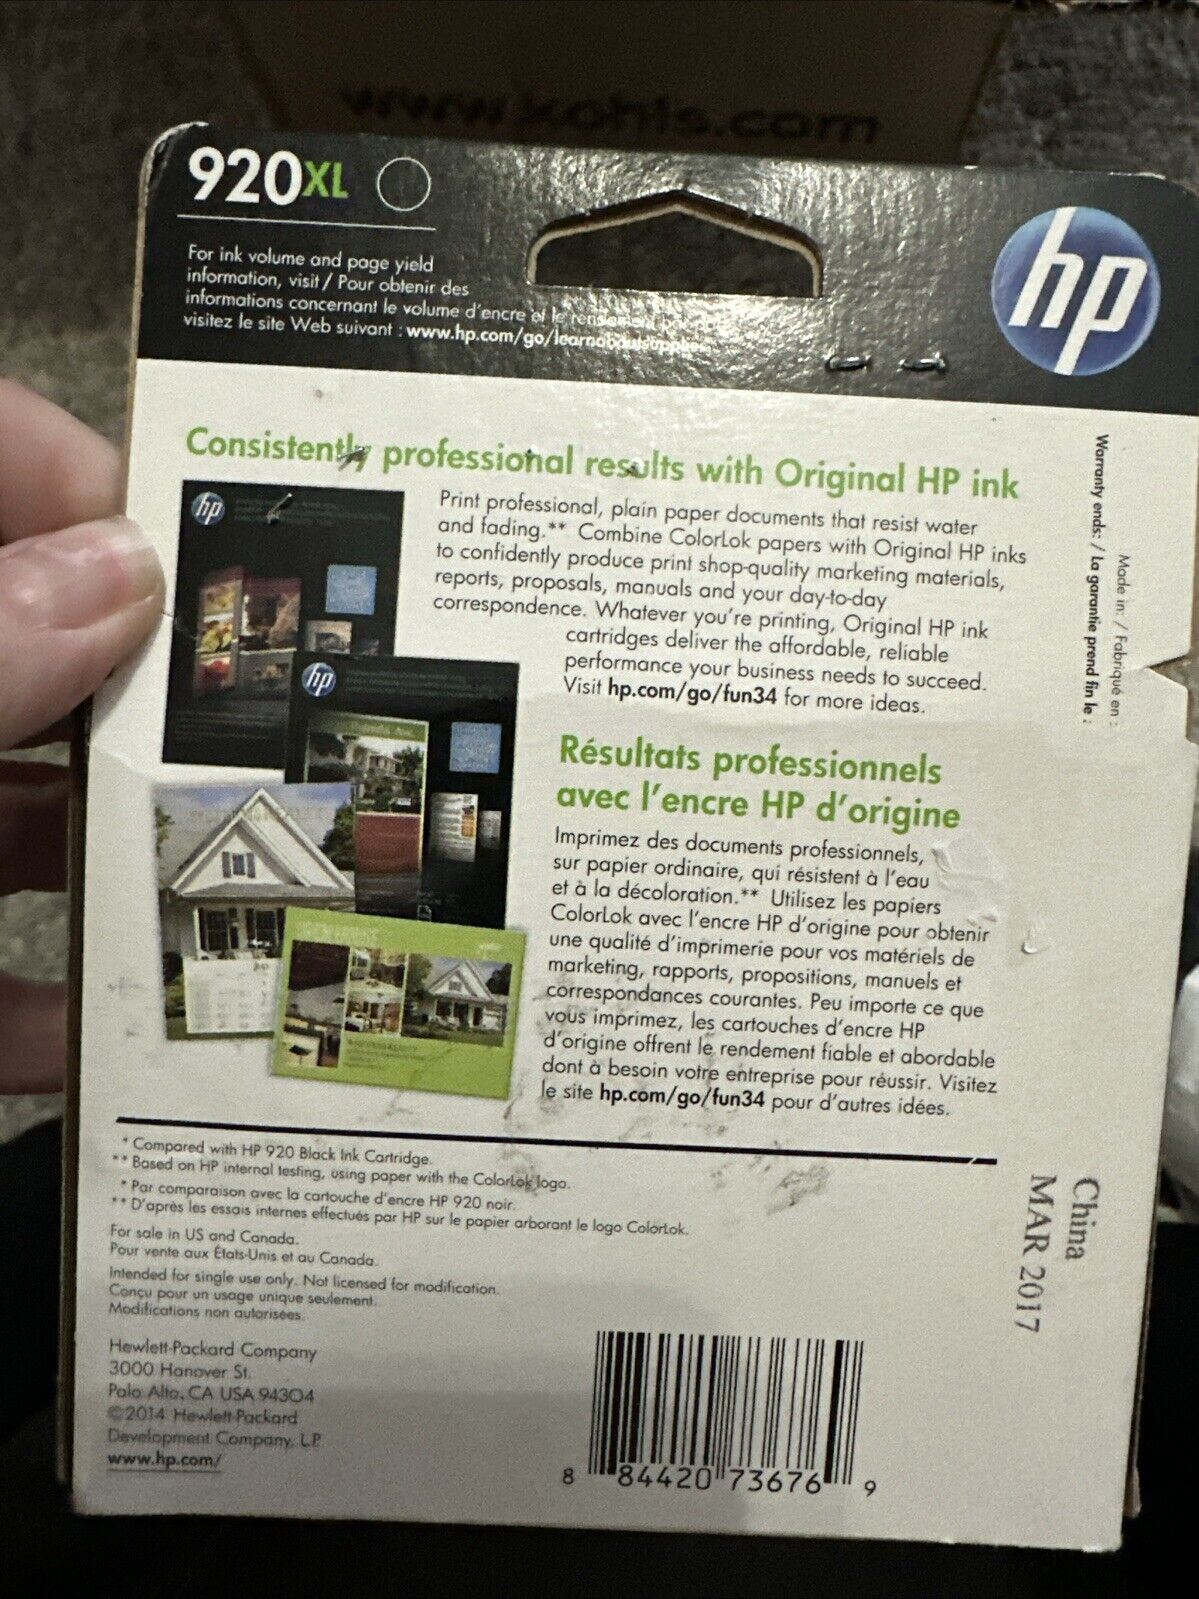 www.kohls.com
920XL
hp
For ink volume and page yield
information, visit / Pour obtenir des
informations concernant le volume d'encre et le rendement
visitez le site Web suivant : www.hp.com/go/learnaboutsupplies
Consistently professional results with Original HP ink
Print professional, plain paper documents that resist water
and fading.** Combine ColorLok papers with Original HP inks
to confidently produce print shop-quality marketing materials,
reports, proposals, manuals and your day-to-day
correspondence. Whatever you're printing, Original HP ink
cartridges deliver the affordable, reliable
performance your business needs to succeed.
Visit hp.com/go/fun34 for more ideas.
hp
hp
Résultats professionnels
avec l'encre HP d'origine
Imprimez des documents professionnels,
sur papier ordinaire, qui résistent à l'eau
et à la décoloration.** Utilisez les papiers
ColorLok avec l'encre HP d'origine pour obtenir
une qualité d'imprimerie pour vos matériels de
marketing, rapports, propositions, manuels et
correspondances courantes. Peu importe ce que
vous imprimez, les cartouches d'encre HP
d'origine offrent le rendement fiable et abordable
dont à besoin votre entreprise pour réussir. Visitez
le site hp.com/go/fun34 pour d'autres idées.
Made in: / Fabriqué en :
Warranty ends: / La garantie prend fin le :
China
MAR 2017
* Compared with HP 920 Black Ink Cartridge.
** Based on HP internal testing, using paper with the ColorLok logo.
* Par comparaison avec la cartouche d'encre HP 920 noir.
** D'après les essais internes effectués par HP sur le papier arborant le logo ColorLok.
For sale in US and Canada.
Pour vente aux États-Unis et au Canada.
Intended for single use only. Not licensed for modification.
Conçu pour un usage unique seulement.
Modifications non autorisées.
Hewlett-Packard Company
3000 Hanover St.
Palo Alto, CA USA 94304
©2014 Hewlett-Packard
Development Company, L.P.
www.hp.com/
8 84420 73676 9